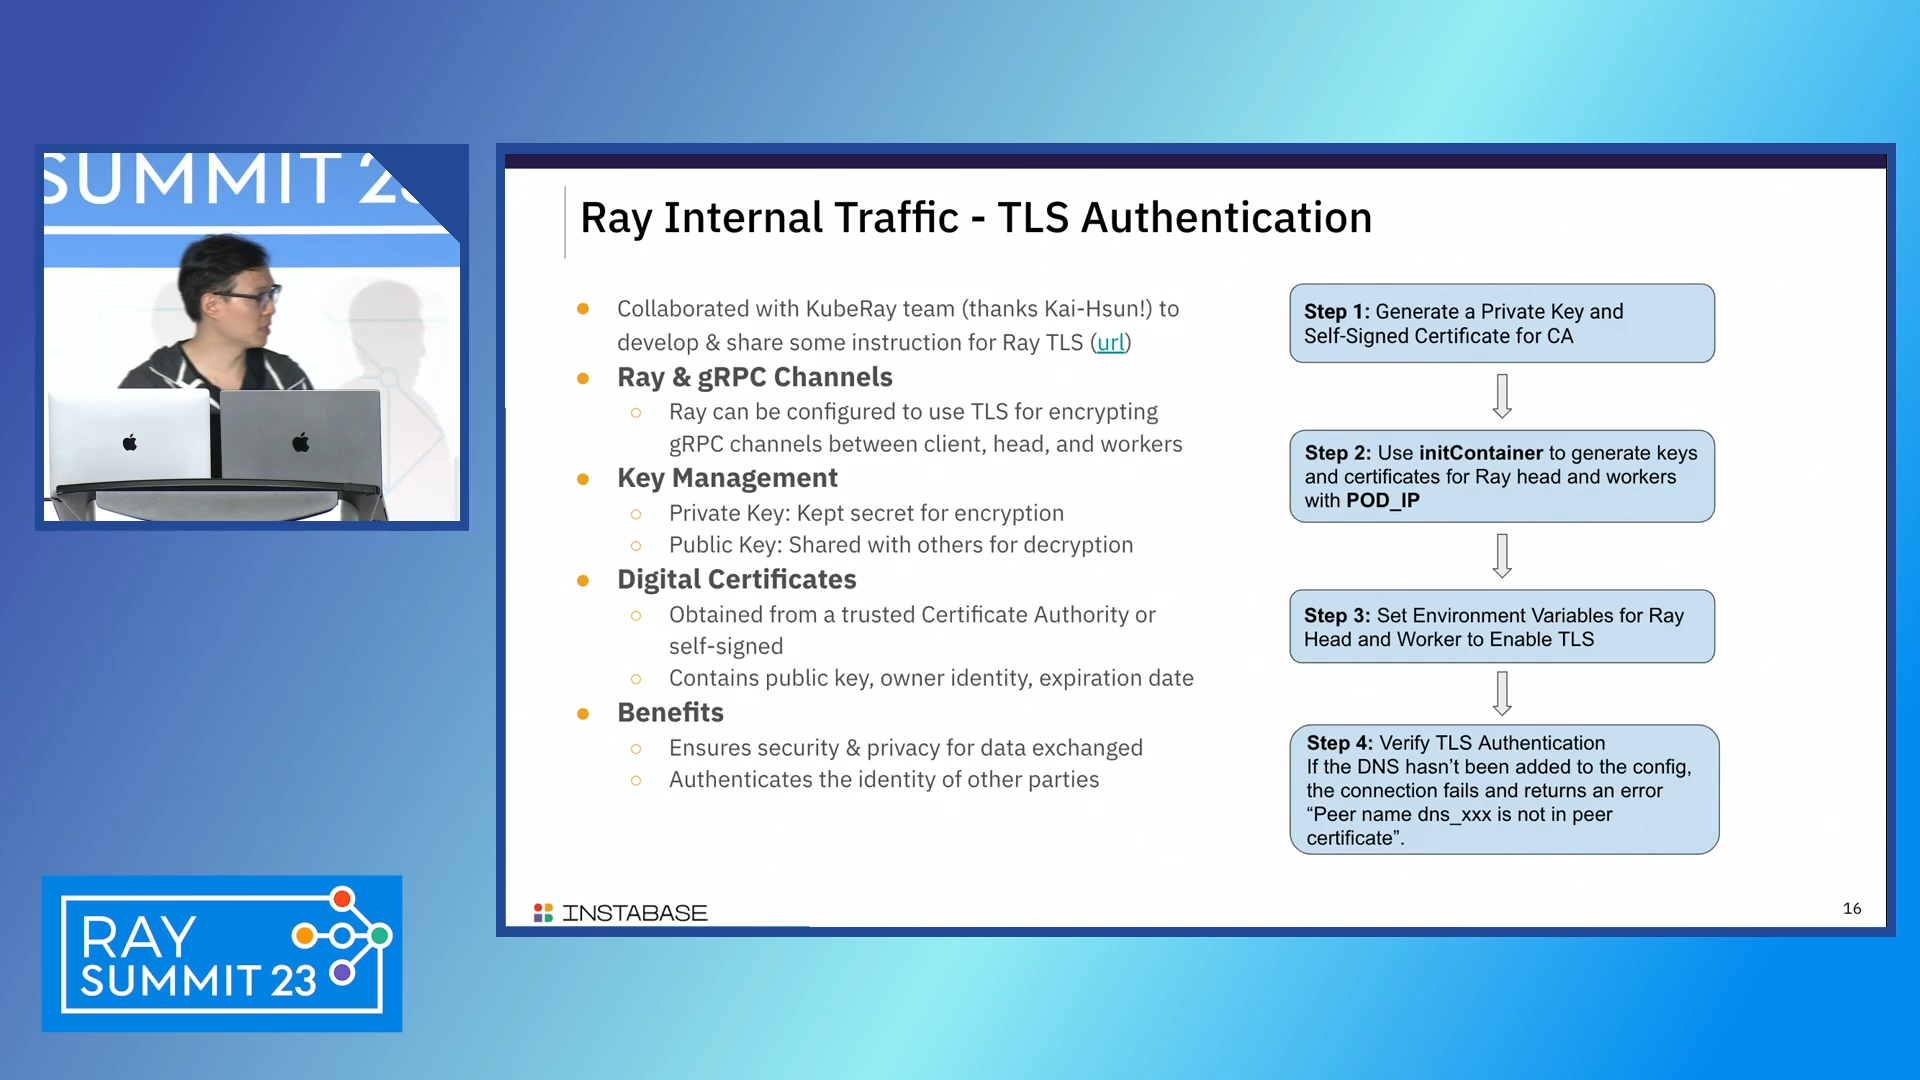 SUMMIT 23
Ray Internal Traffic - TLS Authentication
Collaborated with KubeRay team (thanks Kai-Hsun!) to
develop & share some instruction for Ray TLS (url)
Ray & gRPC Channels
Ray can be configured to use TLS for encrypting
gRPC channels between client, head, and workers
Key Management
Private Key: Kept secret for encryption
Public Key: Shared with others for decryption
Digital Certificates
Obtained from a trusted Certificate Authority or
self-signed
Contains public key, owner identity, expiration date
Benefits
Ensures security & privacy for data exchanged
Authenticates the identity of other parties
Step 1: Generate a Private Key and
Self-Signed Certificate for CA
Step 2: Use initContainer to generate keys
and certificates for Ray head and workers
with POD_IP
Step 3: Set Environment Variables for Ray
Head and Worker to Enable TLS
Step 4: Verify TLS Authentication
If the DNS hasn’t been added to the config,
the connection fails and returns an error
“Peer name dns_xxx is not in peer
certificate”.
INSTABASE
16
RAY
SUMMIT 23